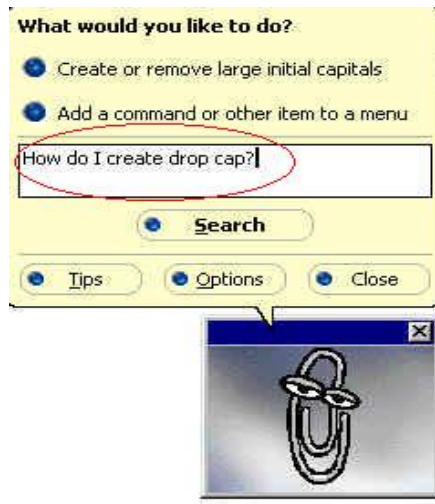 What would you like to do?
Create or remove large initial capitals
Add a command or other item to a menu
How do I create drop cap?
Search
Tips Options Close